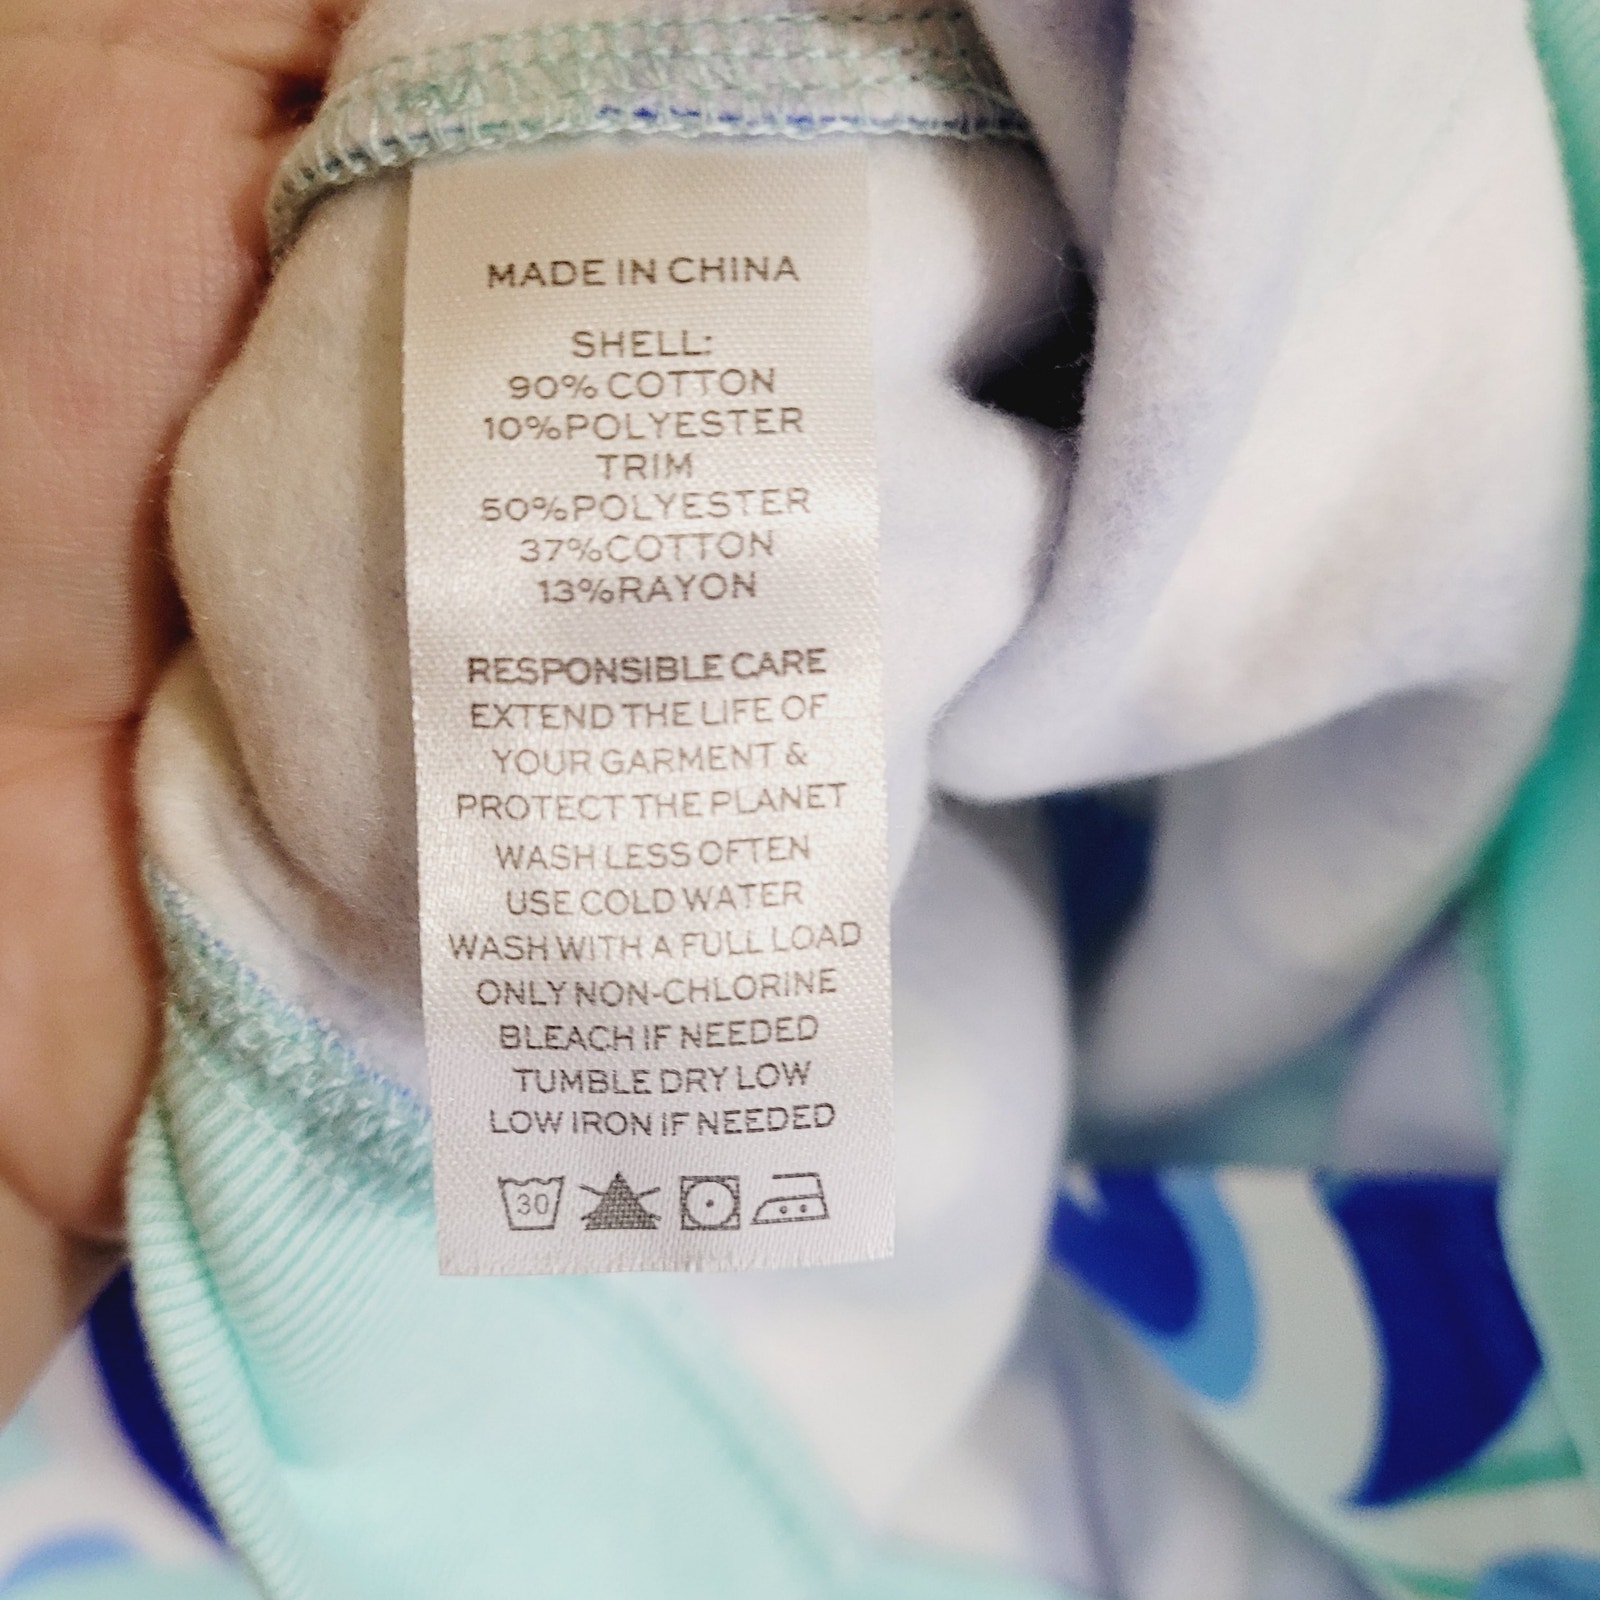 MADE IN CHINA
SHELL:
90% COTTON
10%POLYESTER
TRIM
50%POLYESTER
37%COTTON
13%RAYON
RESPONSIBLE CARE
EXTEND THE LIFE OF
YOUR GARMENT &
PROTECT THE PLANET
WASH LESS OFTEN
USE COLD WATER
WASH WITH A FULL LOAD
ONLY NON-CHLORINE
BLEACH IF NEEDED
TUMBLE DRY LOW
LOW IRON IF NEEDED
30